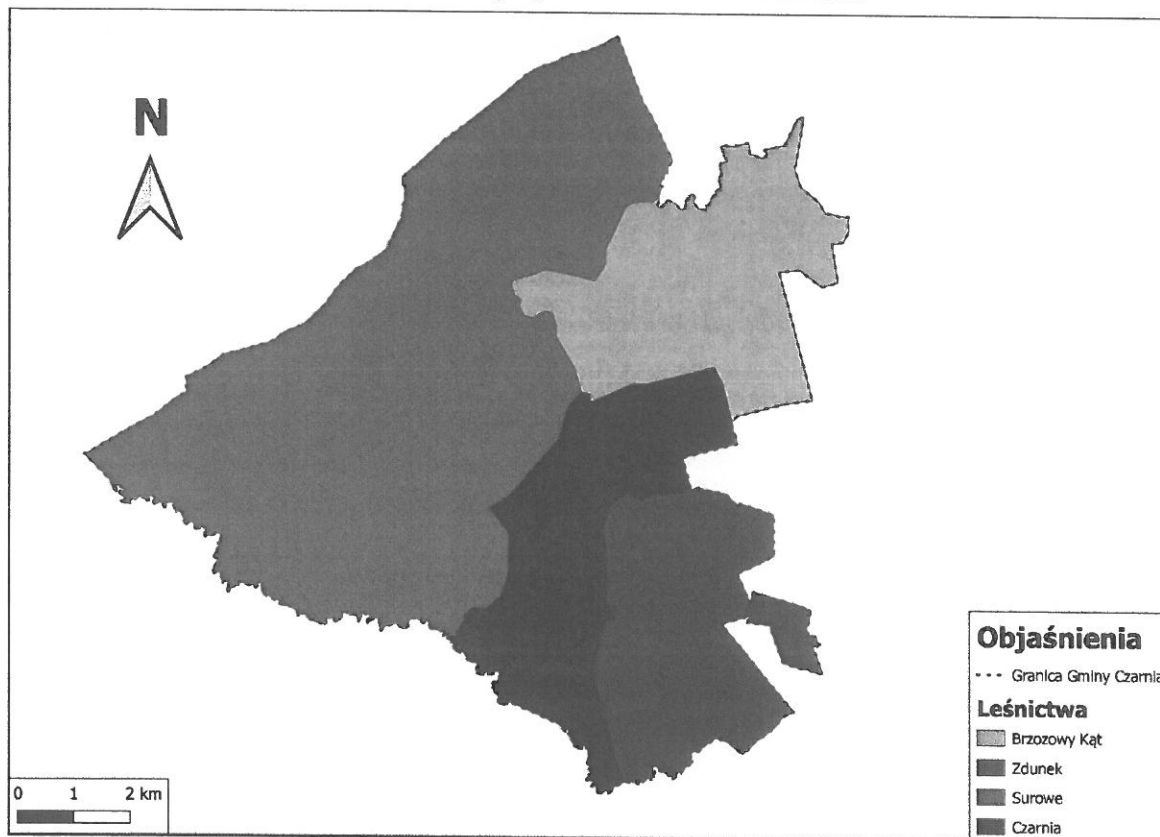 N
Objaśnienia
Granica Gminy Czarnia
Leśnictwa
Brzozowy Kąt
Zdunek
Surowe
Czarnia
0 1 2 km